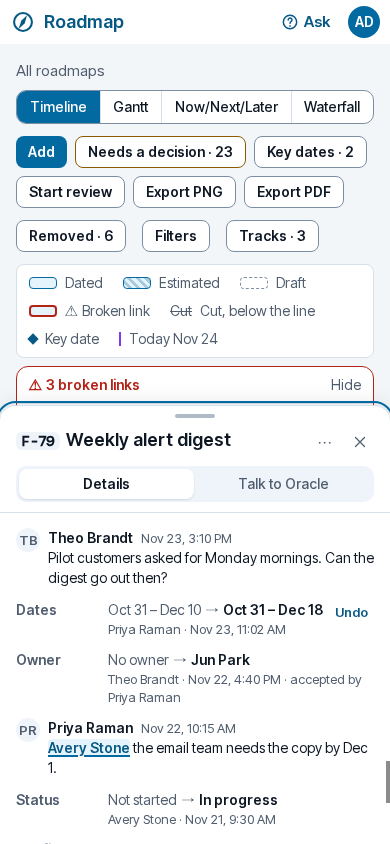 Roadmap
Ask
AD
All roadmaps
Timeline Gantt Now/Next/Later Waterfall
Add Needs a decision · 23 Key dates · 2
Start review Export PNG Export PDF
Removed · 6 Filters Tracks · 3
Dated Estimated Draft
⚠ Broken link Cut Cut, below the line
Key date Today Nov 24
⚠ 3 broken links Hide
F-79 Weekly alert digest ...
Details Talk to Oracle
TB Theo Brandt Nov 23, 3:10 PM
Pilot customers asked for Monday mornings. Can the
digest go out then?
Dates Oct 31 – Dec 10 → Oct 31 – Dec 18 Undo
Priya Raman · Nov 23, 11:02 AM
Owner No owner → Jun Park
Theo Brandt · Nov 22, 4:40 PM · accepted by
Priya Raman
PR Priya Raman Nov 22, 10:15 AM
Avery Stone the email team needs the copy by Dec
1.
Status Not started → In progress
Avery Stone · Nov 21, 9:30 AM